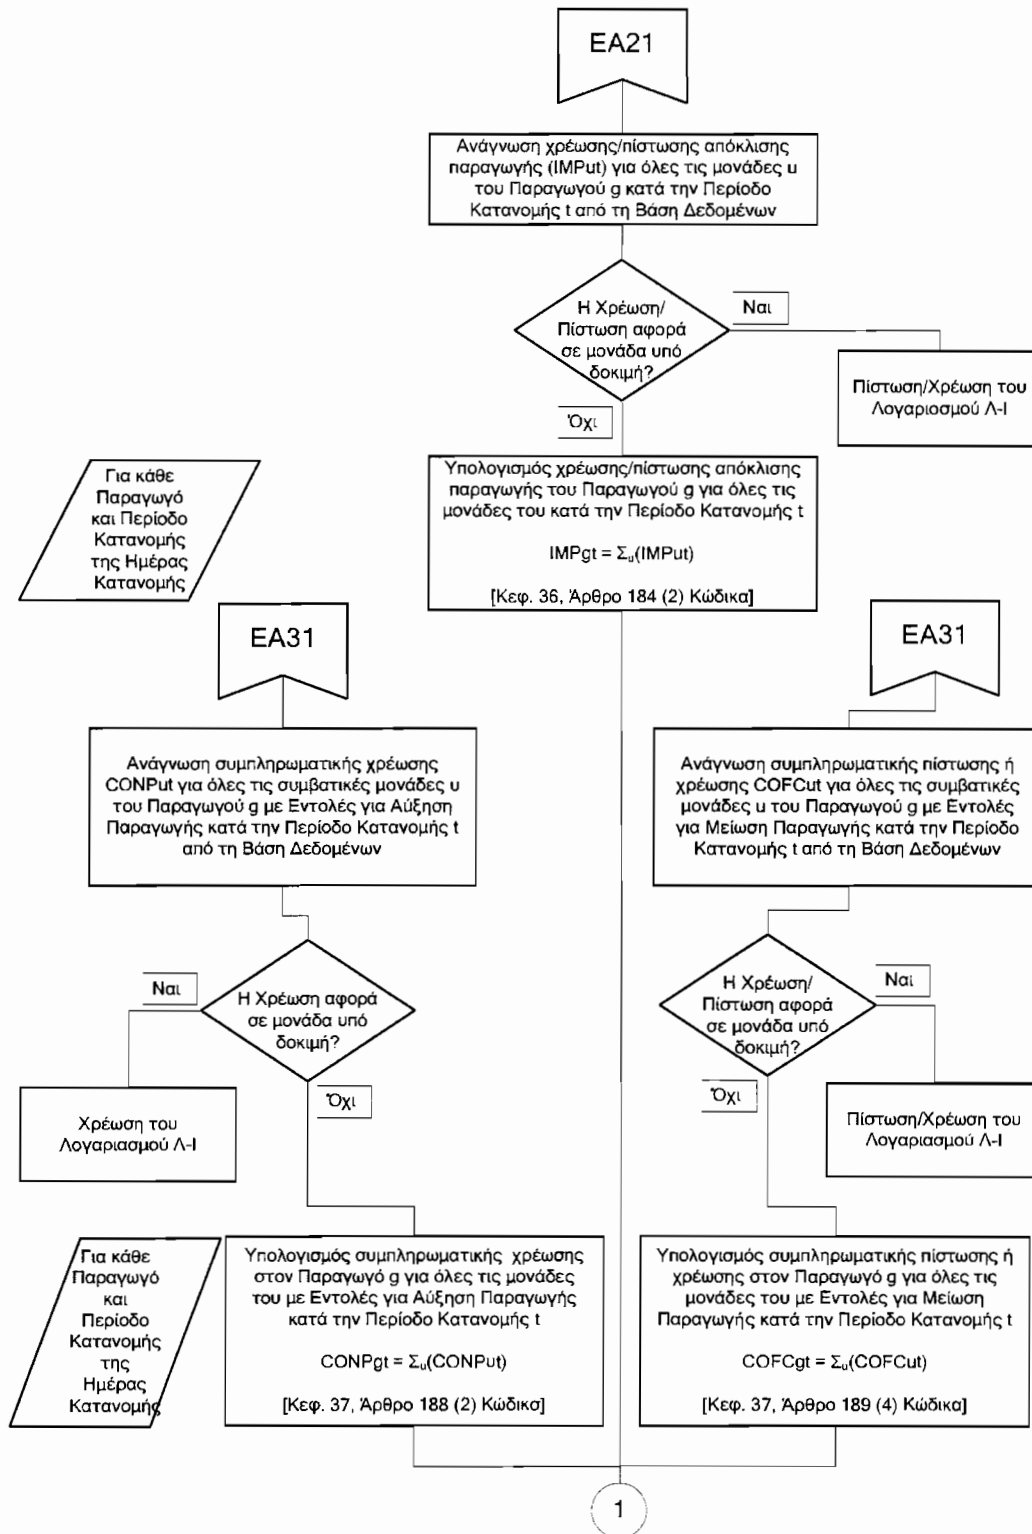 EA21
Ανάγνωση χρέωσης/πίστωσης απόκλισης
παραγωγής (IMPut) για όλες τις μονάδες u
του Παραγωγού g κατά την Περίοδο
Κατανομής t από τη Βάση Δεδομένων
Η Χρέωση/
Πίστωση αφορά
σε μονάδα υπό
δοκιμή?
Ναι
Πίστωση/Χρέωση του
Λογαριοσμού Λ-Ι
Όχι
Υπολογισμός χρέωσης/πίστωσης απόκλισης
παραγωγής του Παραγωγού g για όλες τις
μονάδες του κατά την Περίοδο Κατανομής t
IMPgt = Σu(IMPut)
[Κεφ. 36, Άρθρο 184 (2) Κώδικα]
Για κάθε
Παραγωγό
και Περίοδο
Κατανομής
της Ημέρας
Κατανομής
EA31
Ανάγνωση συμπληρωματικής χρέωσης
CONPut για όλες τις συμβατικές μονάδες u
του Παραγωγού g με Εντολές για Αύξηση
Παραγωγής κατά την Περίοδο Κατανομής t
από τη Βάση Δεδομένων
Η Χρέωση αφορά
σε μονάδα υπό
δοκιμή?
Ναι
Χρέωση του
Λογαριασμού Λ-Ι
Όχι
Για κάθε
Παραγωγό
και
Περίοδο
Κατανομής
της
Ημέρας
Κατανομής
Υπολογισμός συμπληρωματικής χρέωσης
στον Παραγωγό g για όλες τις μονάδες
του με Εντολές για Αύξηση Παραγωγής
κατά την Περίοδο Κατανομής t
CONPgt = Σu(CONPut)
[Κεφ. 37, Άρθρο 188 (2) Κώδικα]
EA31
Ανάγνωση συμπληρωματικής πίστωσης ή
χρέωσης COFCut για όλες τις συμβατικές
μονάδες u του Παραγωγού g με Εντολές
για Μείωση Παραγωγής κατά την Περίοδο
Κατανομής t από τη Βάση Δεδομένων
Η Χρέωση/
Πίστωση αφορά
σε μονάδα υπό
δοκιμή?
Ναι
Πίστωση/Χρέωση του
Λογαριασμού Λ-Ι
Όχι
Υπολογισμός συμπληρωματικής πίστωσης ή
χρέωσης στον Παραγωγό g για όλες τις
μονάδες του με Εντολές για Μείωση
Παραγωγής κατά την Περίοδο Κατανομής t
COFCgt = Σu(COFCut)
[Κεφ. 37, Άρθρο 189 (4) Κώδικα]
1